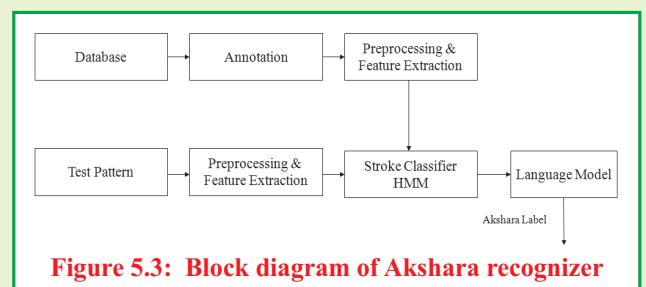 Database
Annotation
Preprocessing &
Feature Extraction
Test Pattern
Preprocessing &
Feature Extraction
Stroke Classifier
HMM
Language Model
Akshara Label
Figure 5.3: Block diagram of Akshara recognizer